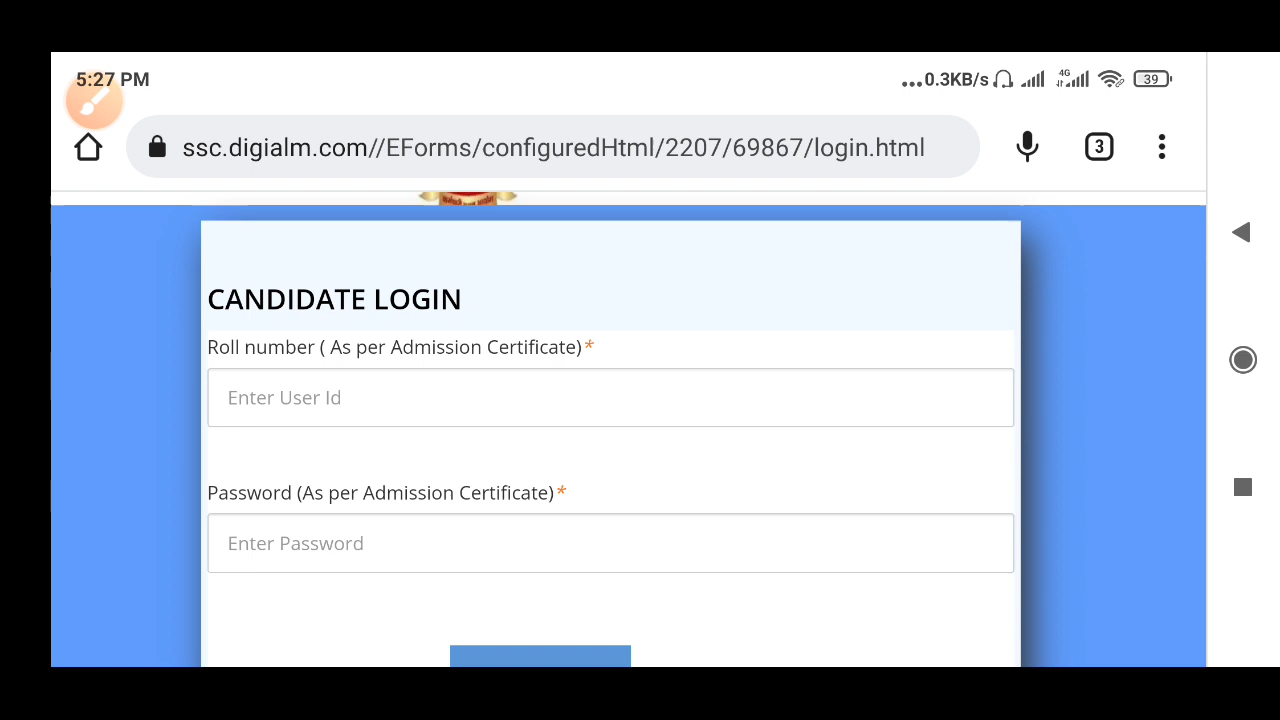 5:27 PM
...0.3KB/s 4G 39
ssc.digialm.com//EForms/configuredHtml/2207/69867/login.html
3
CANDIDATE LOGIN
Roll number ( As per Admission Certificate)*
Enter User Id
Password (As per Admission Certificate)*
Enter Password